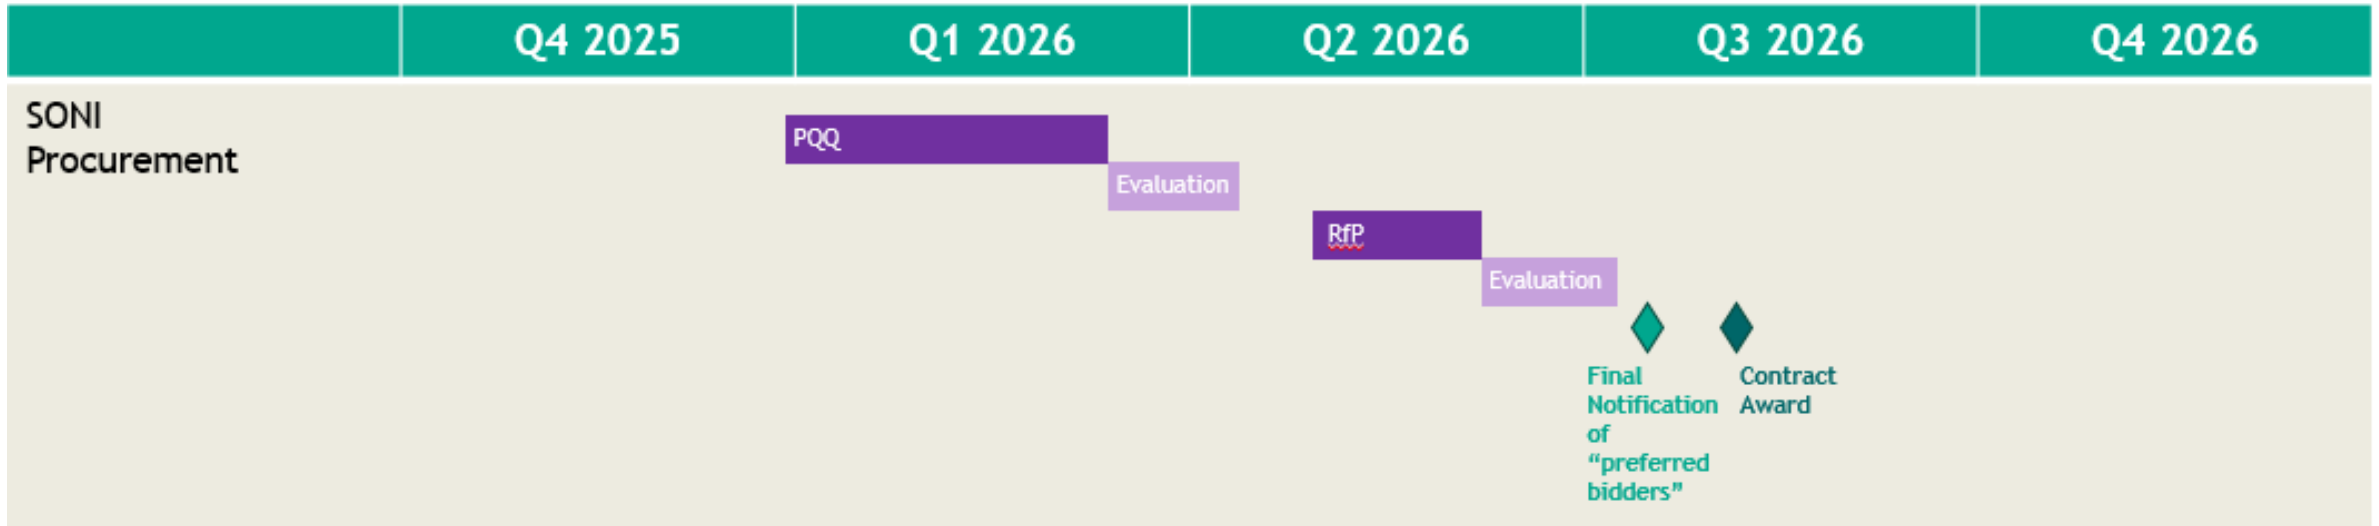 Q4 2025
Q1 2026
Q2 2026
Q3 2026
Q4 2026
SONI
Procurement
PQQ
Evaluation
RfP
Evaluation
Final
Notification
of
“preferred
bidders”
Contract
Award